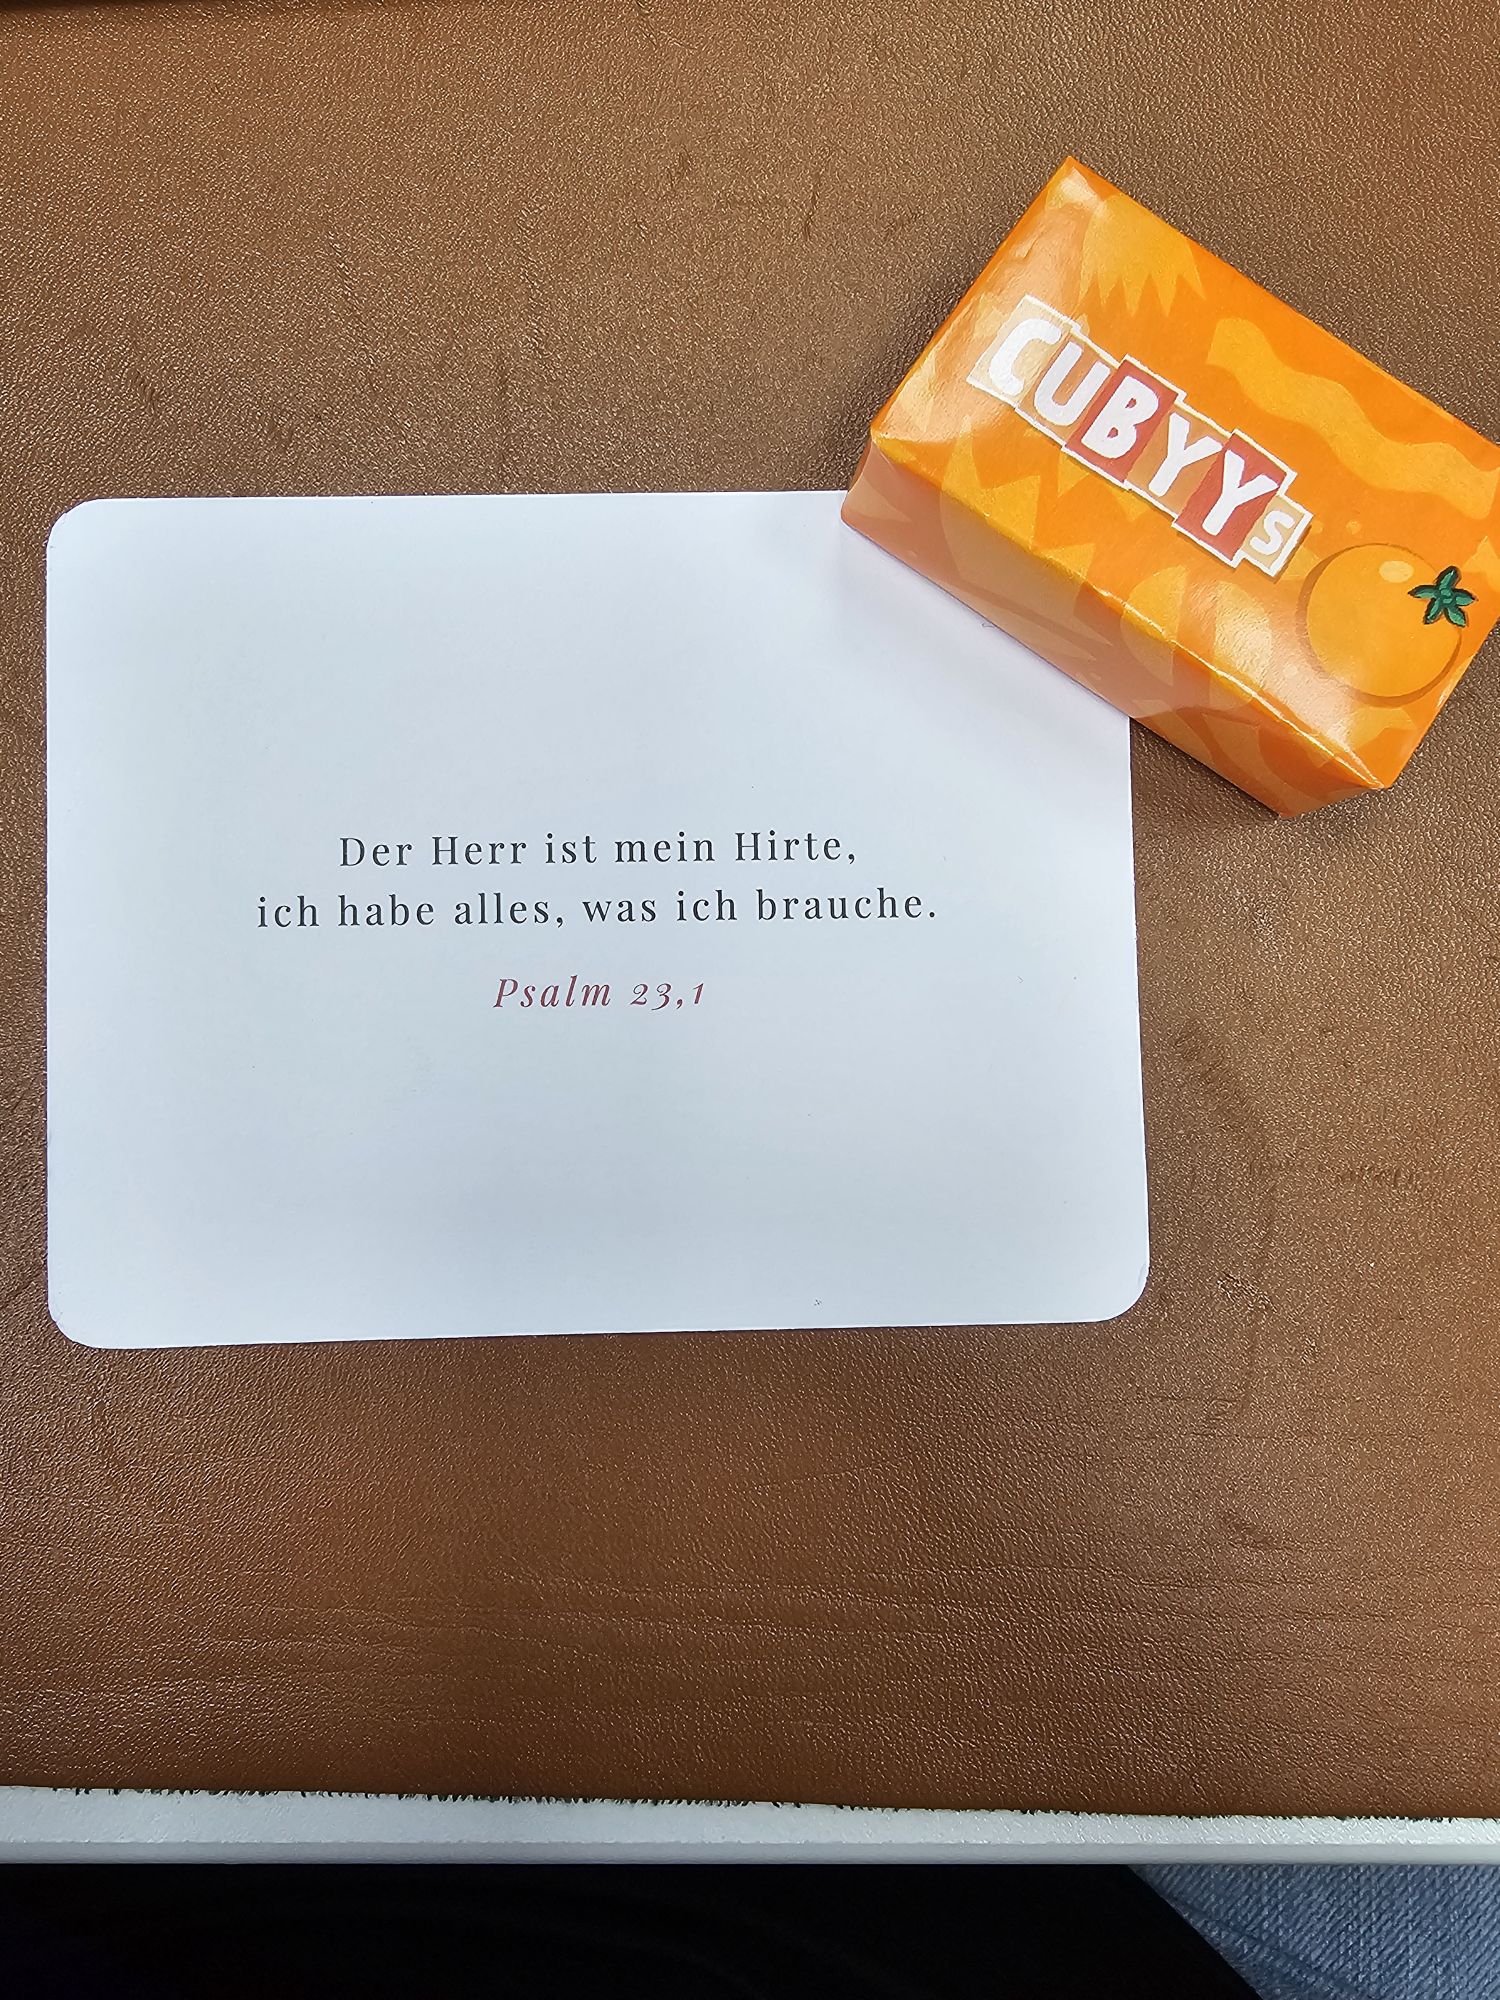 CUBYYS
Der Herr ist mein Hirte,
ich habe alles, was ich brauche.
Psalm 23,1